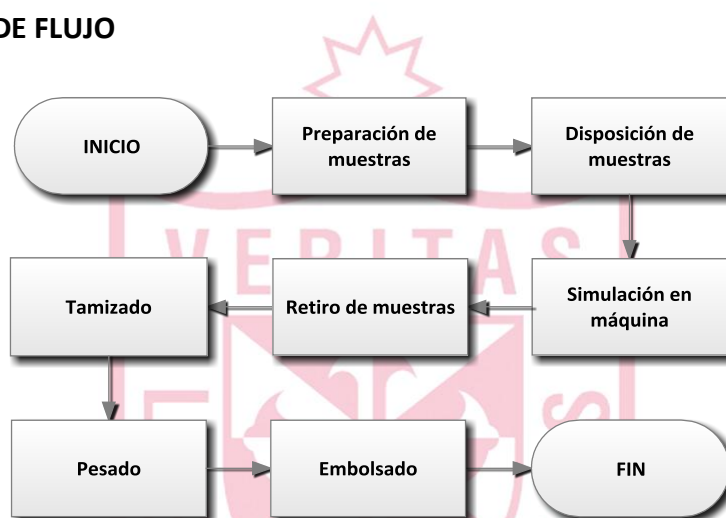 DE FLUJO
INICIO
Preparación de
muestras
Disposición de
muestras
Simulación en
máquina
Retiro de muestras
Tamizado
Pesado
Embolsado
FIN
VERITAS